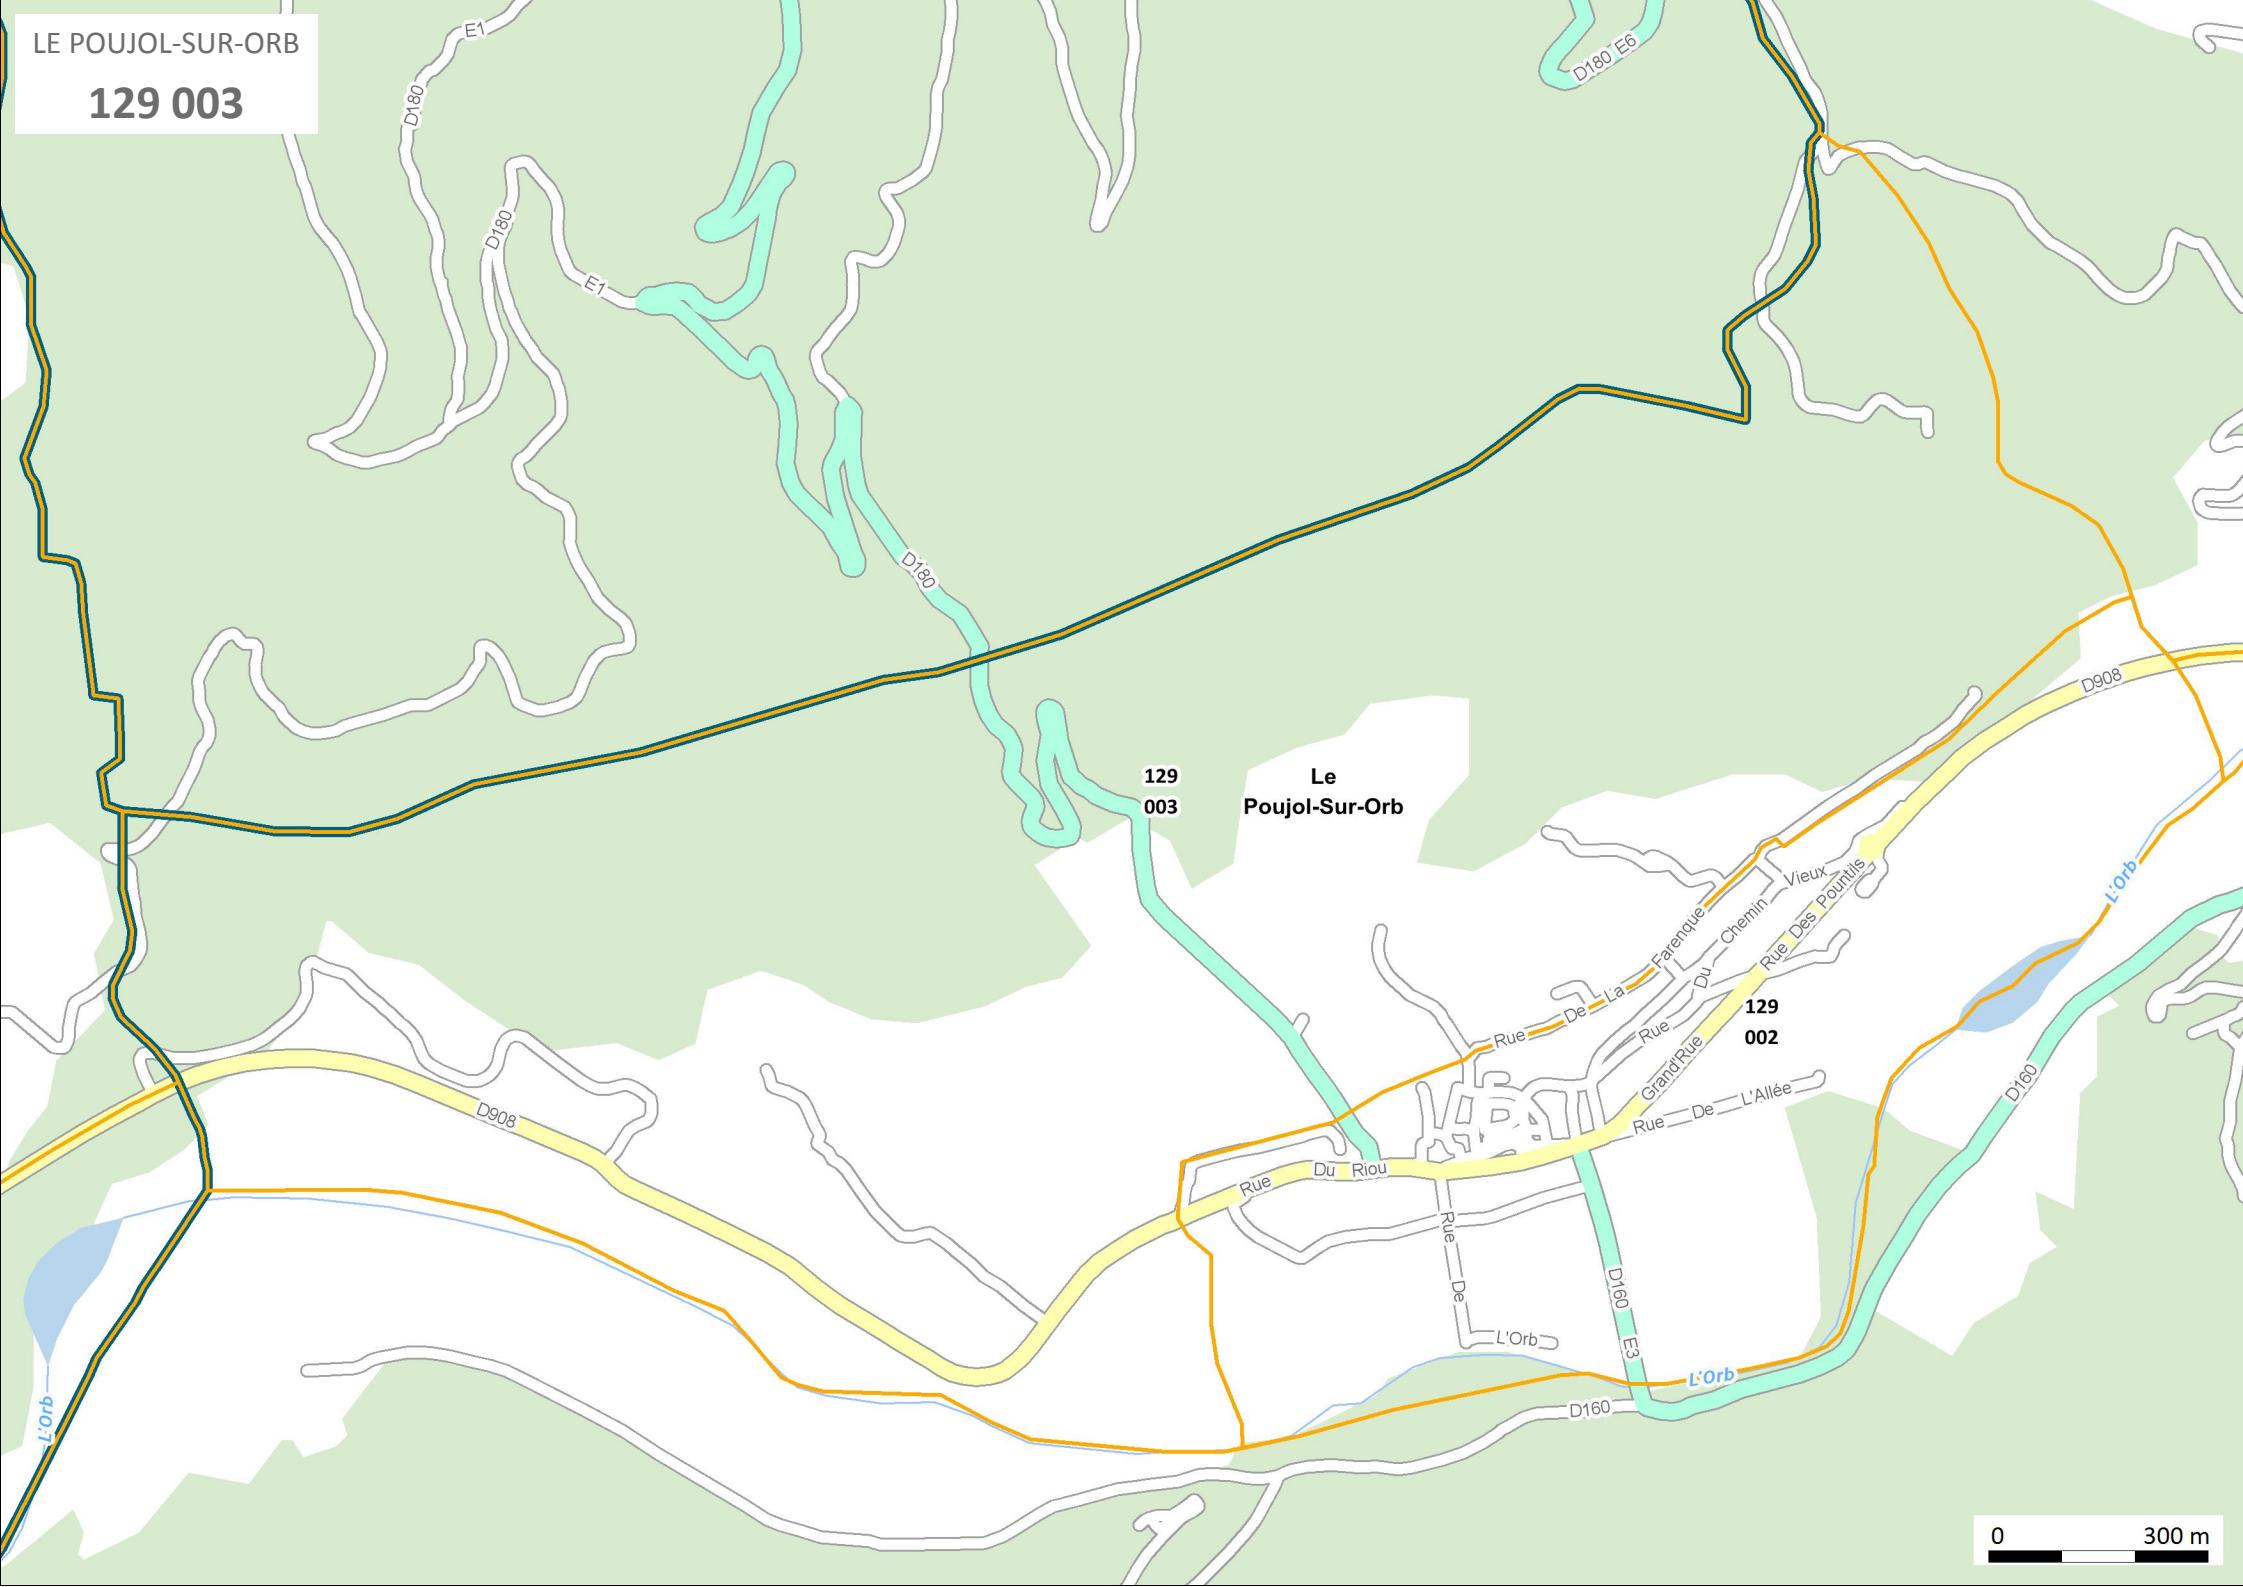 LE POUJOL-SUR-ORB
129 003
E1
D180
D180
E1
D180 E6
D180
129
003
Le
Poujol-Sur-Orb
D908
Vieux
Chemin
Du
Rue Des Pountils
Farenque
La
De
Rue
129
002
Rue
Grand'Rue
Rue De L'Allée
L'Orb
D160
D908
Rue Du Riou
Rue
De
L'Orb
D160
E3
L'Orb
D160
L'Orb
0 300 m